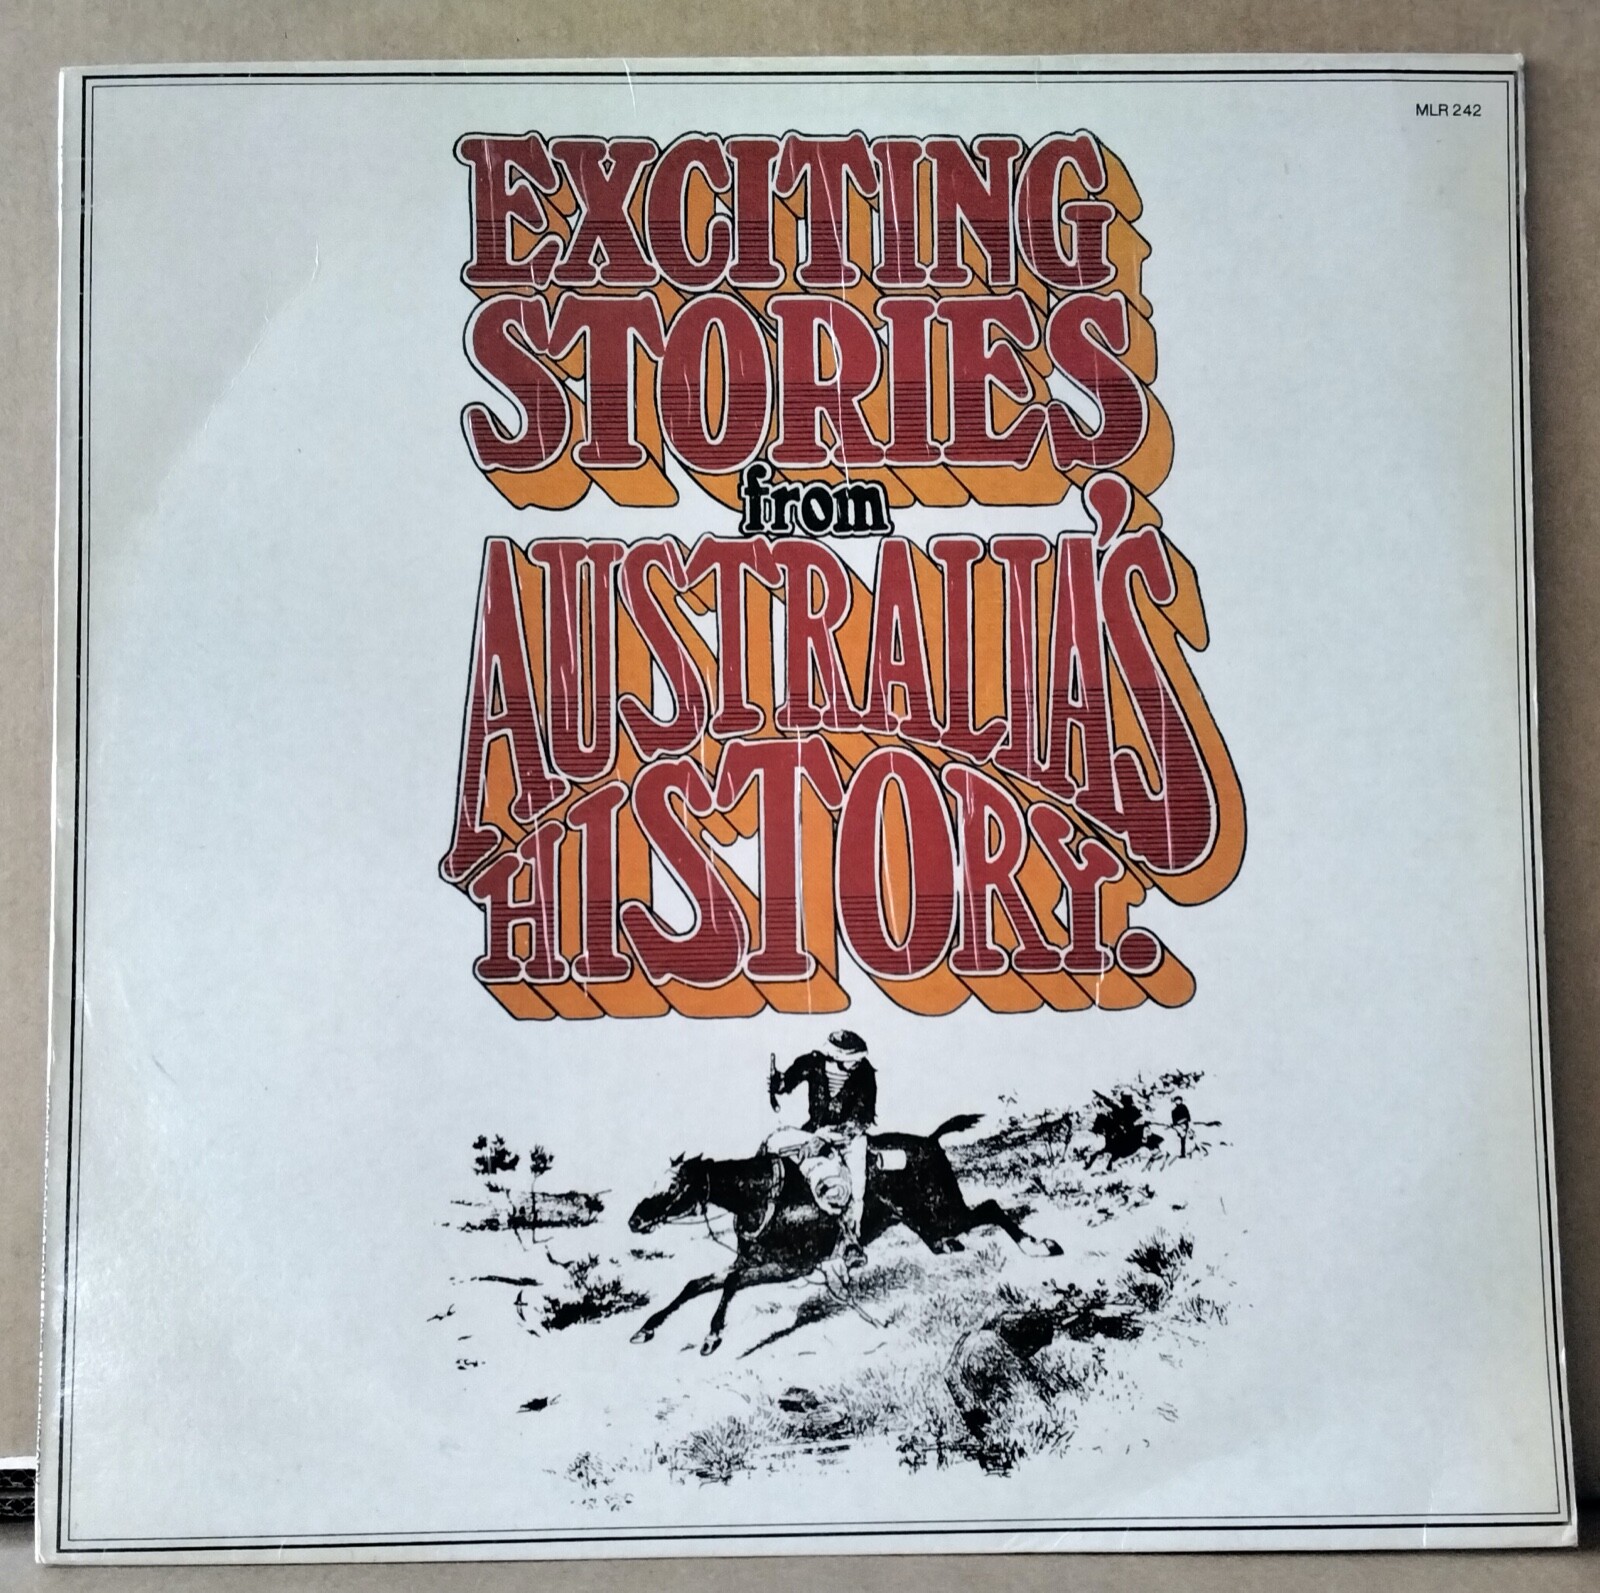 MLR 242
EXCITING
STORIES
from
AUSTRALIA'S
HISTORY.